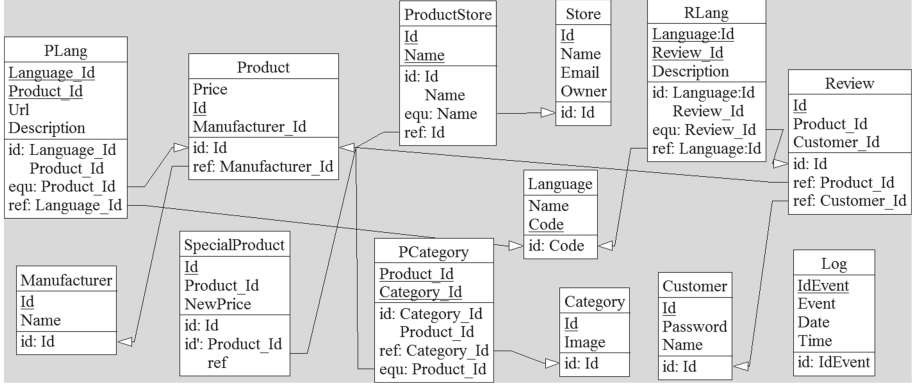 PLang
Language_Id
Product_Id
Url
Description
id: Language_Id
Product_Id
equ: Product_Id
ref: Language_Id
Product
Price
Id
Manufacturer_Id
id: Id
ref: Manufacturer_Id
ProductStore
Id
Name
id: Id
Name
equ: Name
ref: Id
Store
Id
Name
Email
Owner
id: Id
RLang
Language:Id
Review_Id
Description
id: Language:Id
Review_Id
equ: Review_Id
ref: Language:Id
Review
Id
Product_Id
Customer_Id
id: Id
ref: Product_Id
ref: Customer_Id
Language
Name
Code
id: Code
Manufacturer
Id
Name
id: Id
SpecialProduct
Id
Product_Id
NewPrice
id: Id
id': Product_Id
ref
PCategory
Product_Id
Category_Id
id: Category_Id
Product_Id
ref: Category_Id
equ: Product_Id
Category
Id
Image
id: Id
Customer
Id
Password
Name
id: Id
Log
IdEvent
Event
Date
Time
id: IdEvent